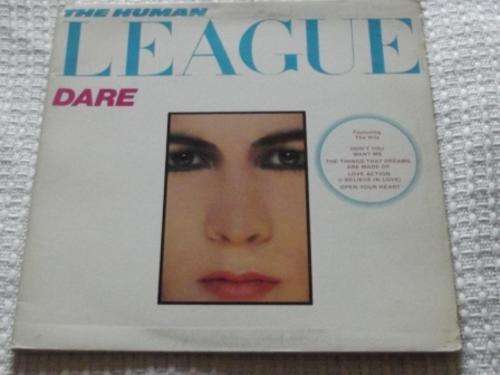 THE HUMAN
LEAGUE
DARE
Featuring
The Hits
DON'T YOU
WANT ME
THE THINGS THAT DREAMS
ARE MADE OF
LOVE ACTION
(I BELIEVE IN LOVE)
OPEN YOUR HEART